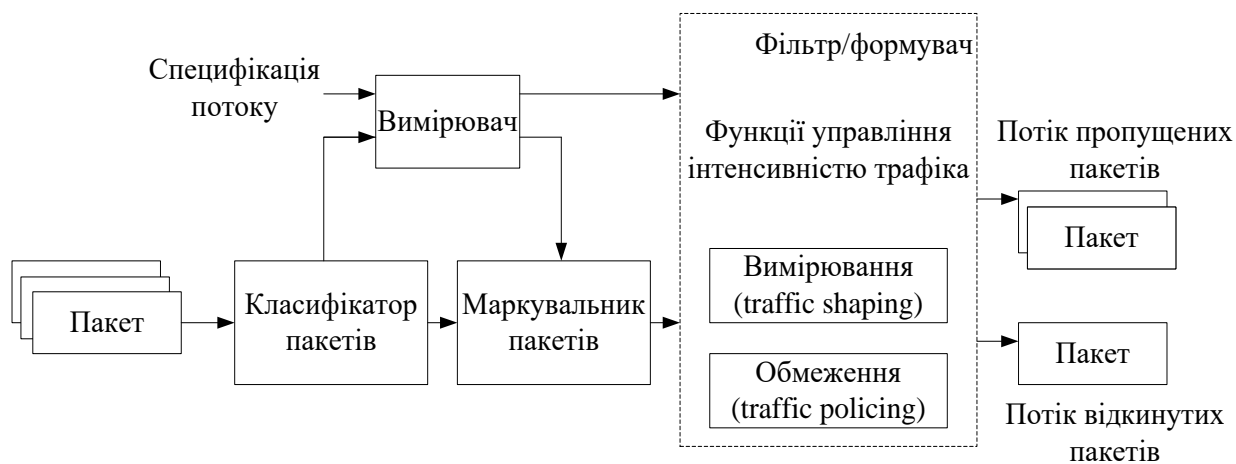 Специфікація
потоку
Вимірювач
Фільтр/формувач
Функції управління
інтенсивністю трафіка
Потік пропущених
пакетів
Пакет
Пакет
Класифікатор
пакетів
Маркувальник
пакетів
Вимірювання
(traffic shaping)
Обмеження
(traffic policing)
Пакет
Потік відкинутих
пакетів